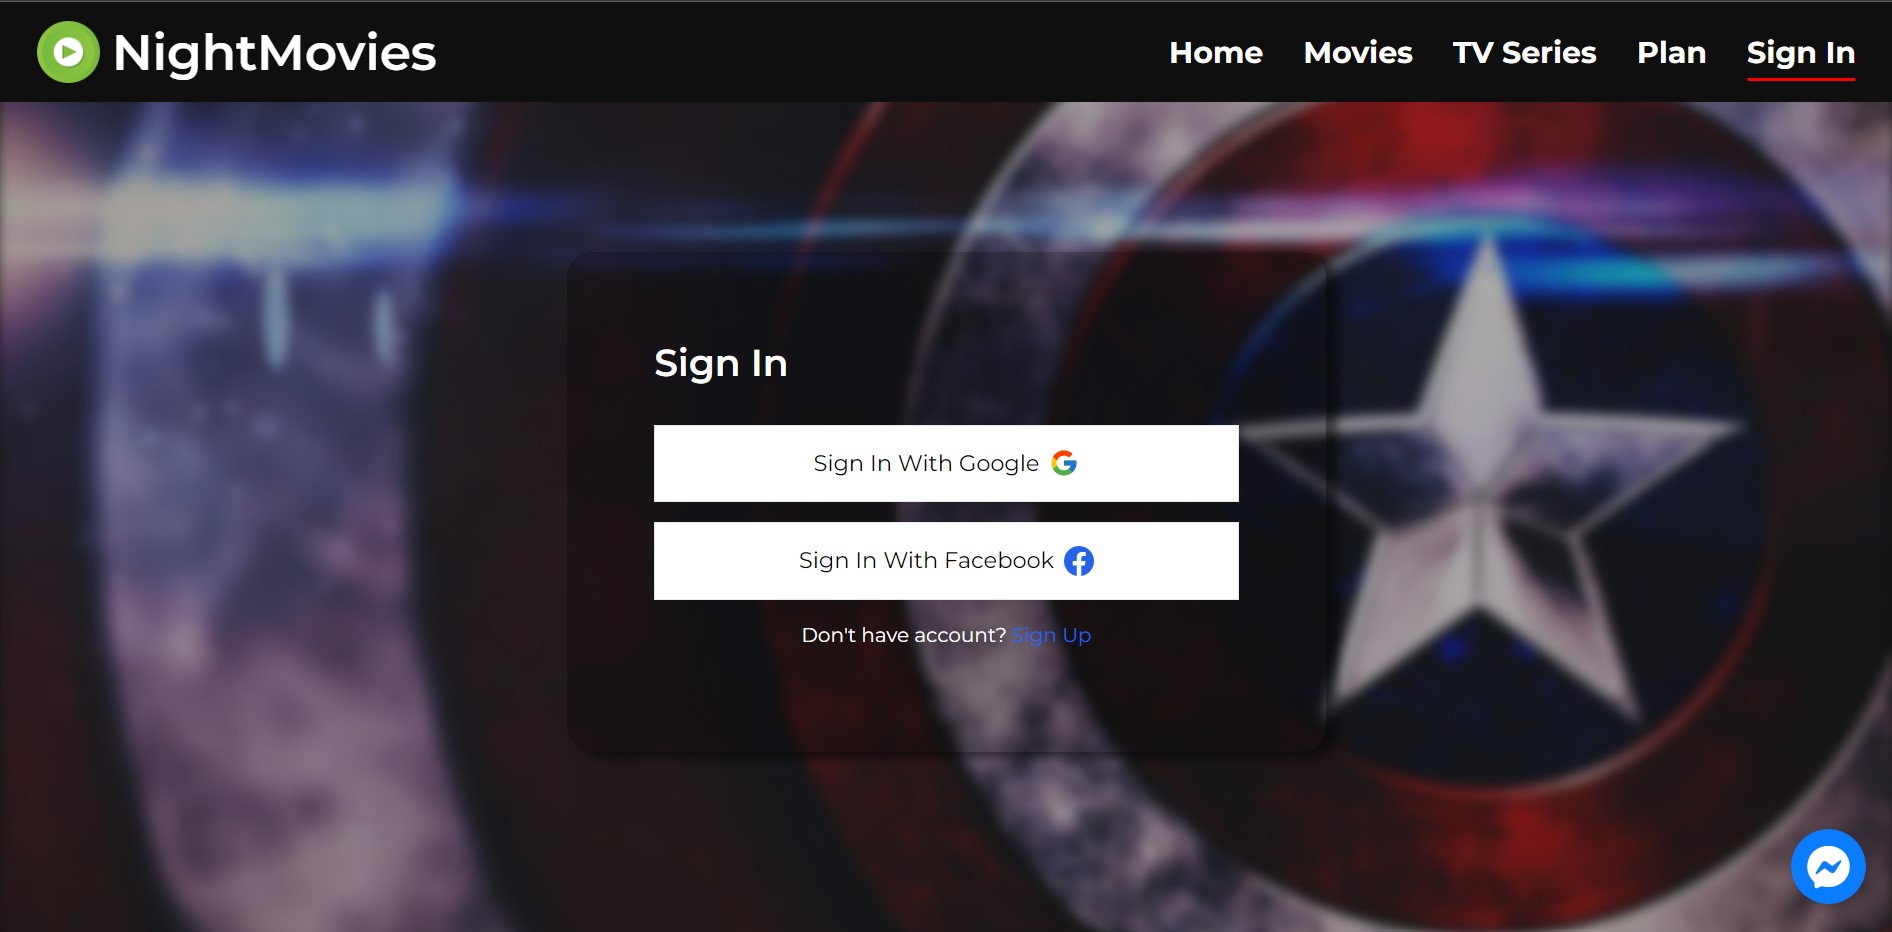 NightMovies
Home Movies TV Series Plan Sign In
Sign In
Sign In With Google
Sign In With Facebook
Don't have account? Sign Up